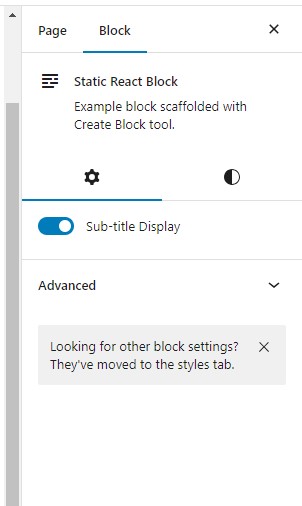 Page Block
Static React Block
Example block scaffolded with
Create Block tool.
Sub-title Display
Advanced
Looking for other block settings?
They've moved to the styles tab.